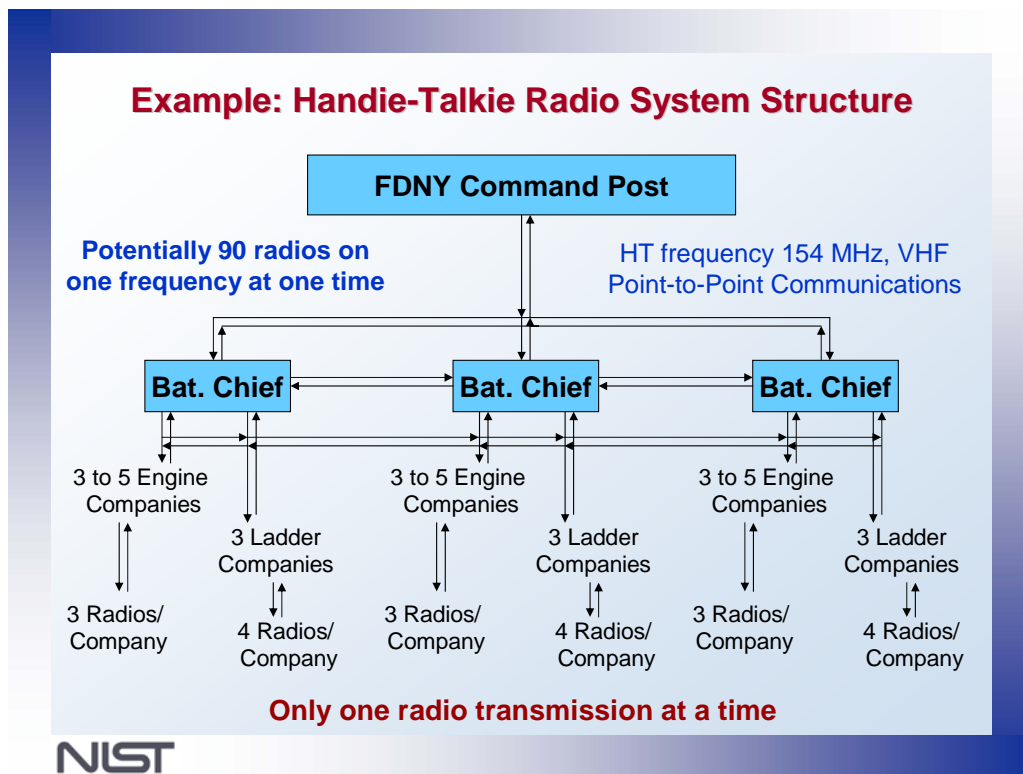 Example: Handie-Talkie Radio System Structure
FDNY Command Post
Potentially 90 radios on
one frequency at one time
HT frequency 154 MHz, VHF
Point-to-Point Communications
Bat. Chief
Bat. Chief
Bat. Chief
3 to 5 Engine
Companies
3 Ladder
Companies
3 Radios/
Company
4 Radios/
Company
3 to 5 Engine
Companies
3 Ladder
Companies
3 Radios/
Company
4 Radios/
Company
3 to 5 Engine
Companies
3 Ladder
Companies
3 Radios/
Company
4 Radios/
Company
Only one radio transmission at a time
NIST